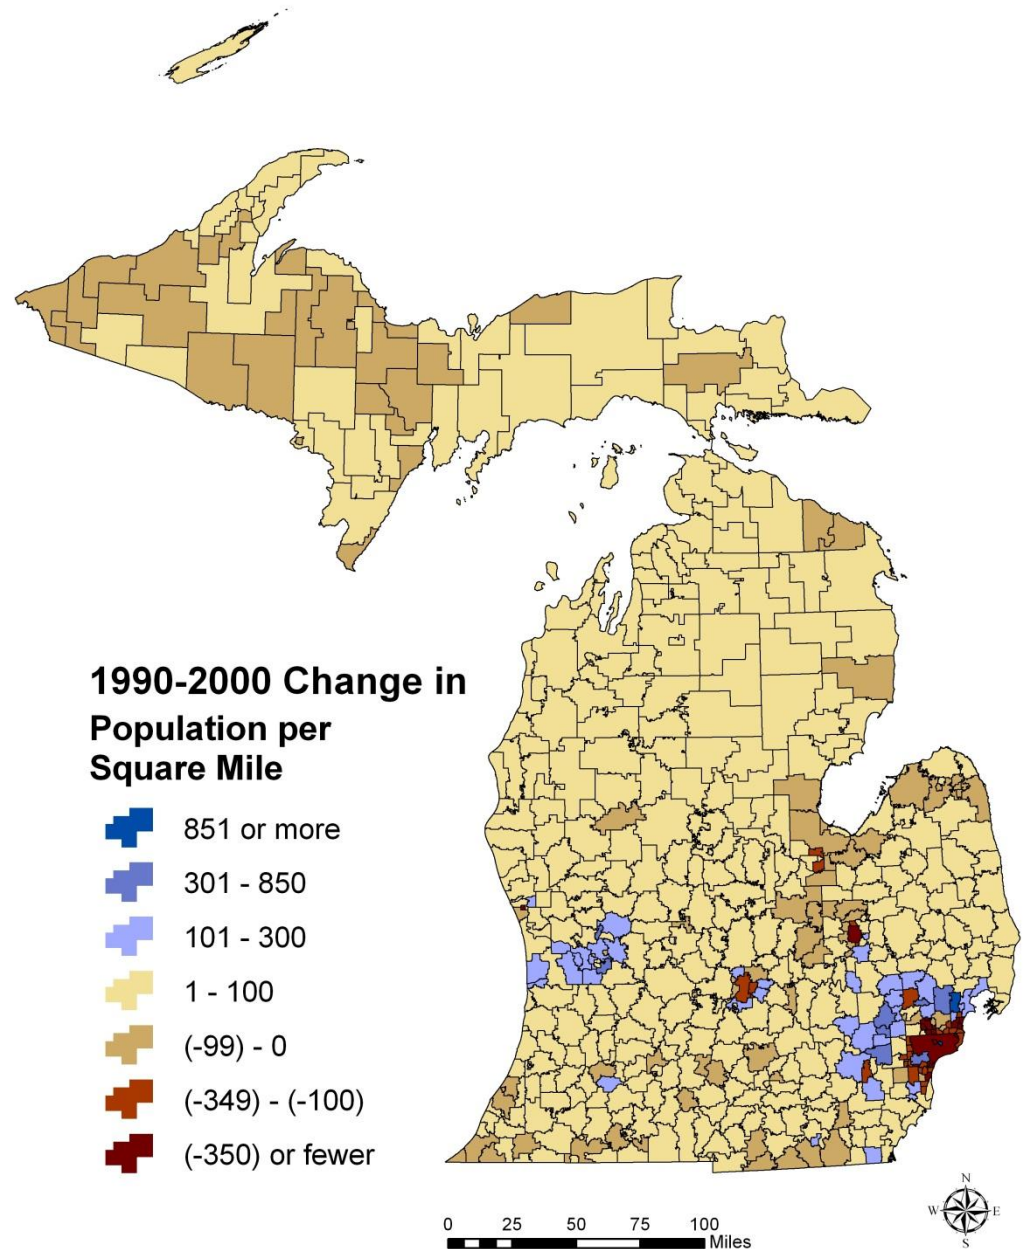 1990-2000 Change in
Population per
Square Mile
851 or more
301 - 850
101 - 300
1 - 100
(-99) - 0
(-349) - (-100)
(-350) or fewer
N
W E
S
0 25 50 75 100
Miles